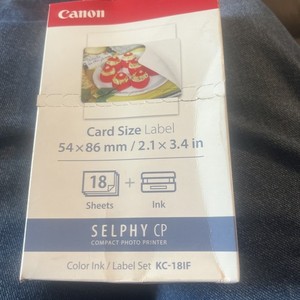 Canon
Card Size Label
54×86 mm / 2.1×3.4 in
18
+
Sheets
Ink
SELPHY CP
COMPACT PHOTO PRINTER
Color Ink / Label Set KC-18IF